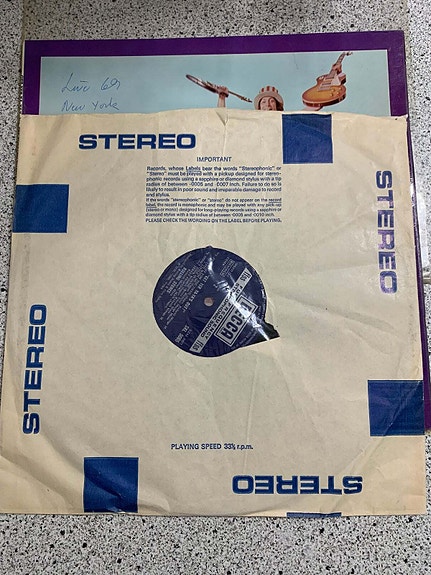 Live 69
New York
STEREO
IMPORTANT
Records, whose Labels bear the words "Stereophonic" or
"Stereo" must be played with a pickup designed for stereo-
phonic records using a sapphire or diamond stylus with a tip
radius of between ·0005 and ·0007 inch. Failure to do so is
likely to result in poor sound and irreparable damage to record
and stylus.
If the words "stereophonic" or "stereo" do not appear on the record
label, the record is monophonic and may be played with any pick-up
(stereo or mono) designed for long-playing records using a sapphire or
diamond stylus with a tip radius of between ·0005 and ·0010 inch.
PLEASE CHECK THE WORDING ON THE LABEL BEFORE PLAYING.
STEREO
DECCA
STEREO
PLAYING SPEED 33⅓ r.p.m.
STEREO